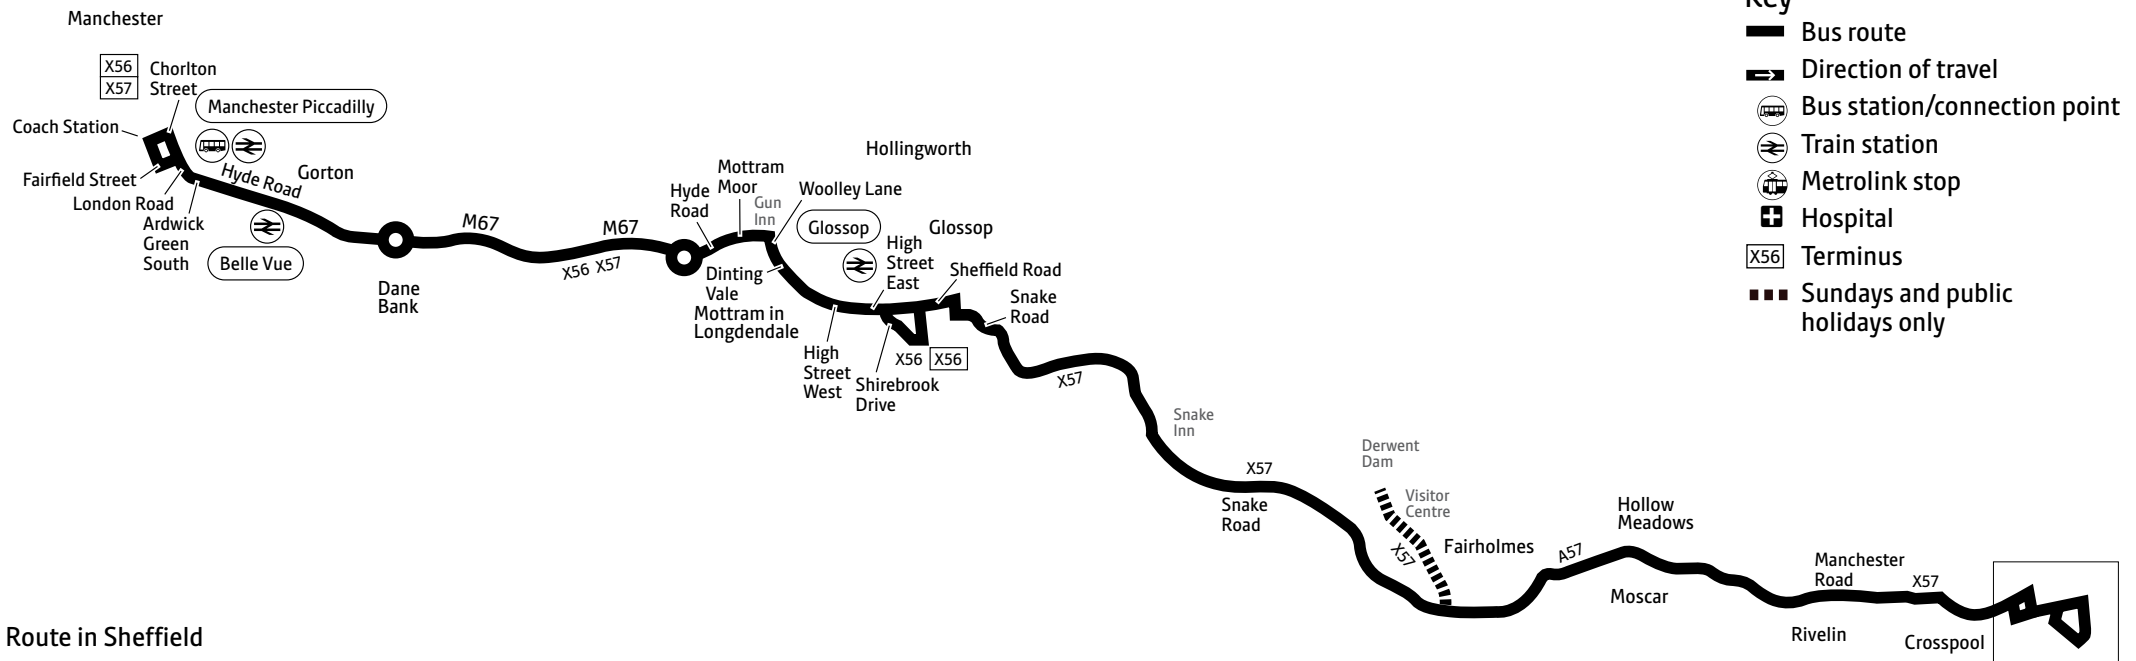 Manchester
X56
X57
Chorlton
Street
Manchester Piccadilly
Coach Station
Fairfield Street
London Road
Ardwick
Green
South
Hyde Road
Gorton
Belle Vue
Dane
Bank
M67
M67
X56 X57
Hyde
Road
Mottram
Moor
Gun
Inn
Woolley Lane
Hollingworth
Glossop
Glossop
High
Street
East
Sheffield Road
Snake
Road
Dinting
Vale
Mottram in
Longdendale
High
Street
West
Shirebrook
Drive
X56
X56
X57
Snake
Inn
X57
Snake
Road
Derwent
Dam
Visitor
Centre
X57
Fairholmes
A57
Hollow
Meadows
Moscar
Manchester
Road
X57
Rivelin
Crosspool
Key
Bus route
Direction of travel
Bus station/connection point
Train station
Metrolink stop
Hospital
X56
Terminus
Sundays and public
holidays only
Route in Sheffield